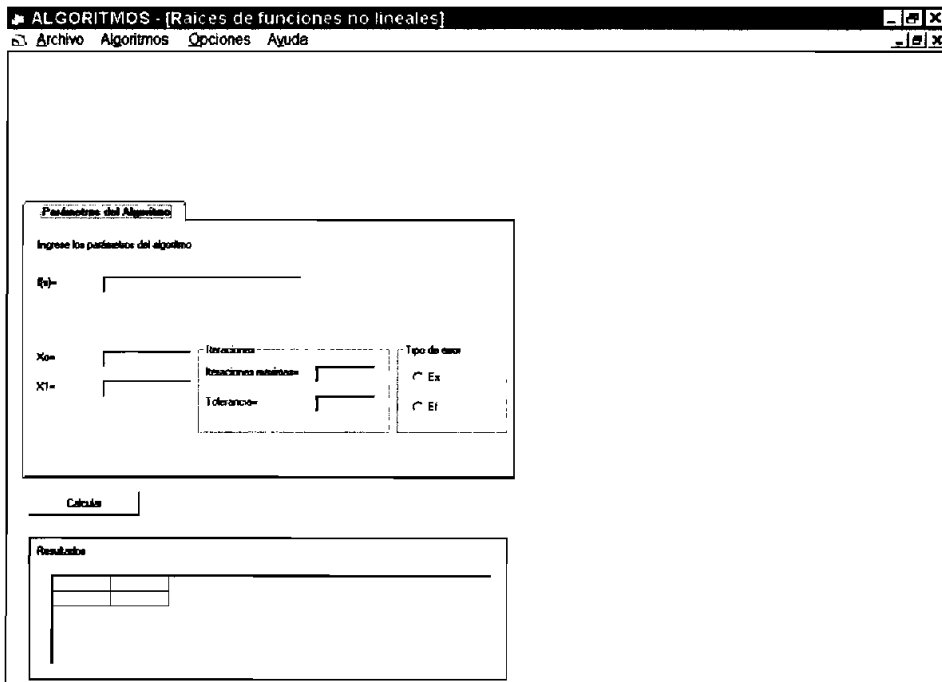 ALGORITMOS - [Raices de funciones no lineales]
Archivo Algoritmos Opciones Ayuda
Parámetros del Algoritmo
Ingrese los parámetros del algoritmo
f(x)=
Xo=
X1=
Iteraciones
Iteraciones máximas=
Tolerancia=
Tipo de error
Ex
Ef
Calcular
Resultados